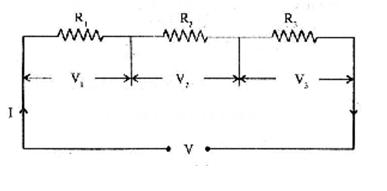 R₁ R₂ R₃
V₁ V₂ V₃
I
V